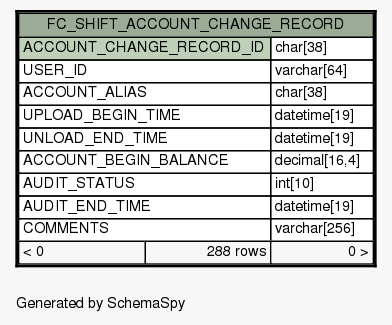 FC_SHIFT_ACCOUNT_CHANGE_RECORD
ACCOUNT_CHANGE_RECORD_ID char[38]
USER_ID varchar[64]
ACCOUNT_ALIAS char[38]
UPLOAD_BEGIN_TIME datetime[19]
UNLOAD_END_TIME datetime[19]
ACCOUNT_BEGIN_BALANCE decimal[16,4]
AUDIT_STATUS int[10]
AUDIT_END_TIME datetime[19]
COMMENTS varchar[256]
< 0 288 rows 0 >
Generated by SchemaSpy